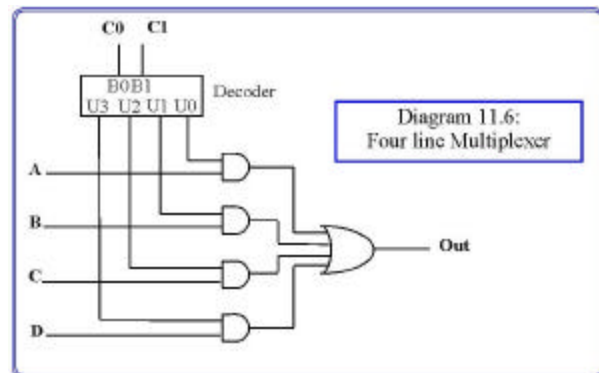 C0 C1
B0B1
U3 U2 U1 U0
Decoder
Diagram 11.6:
Four line Multiplexer
A
B
Out
C
D